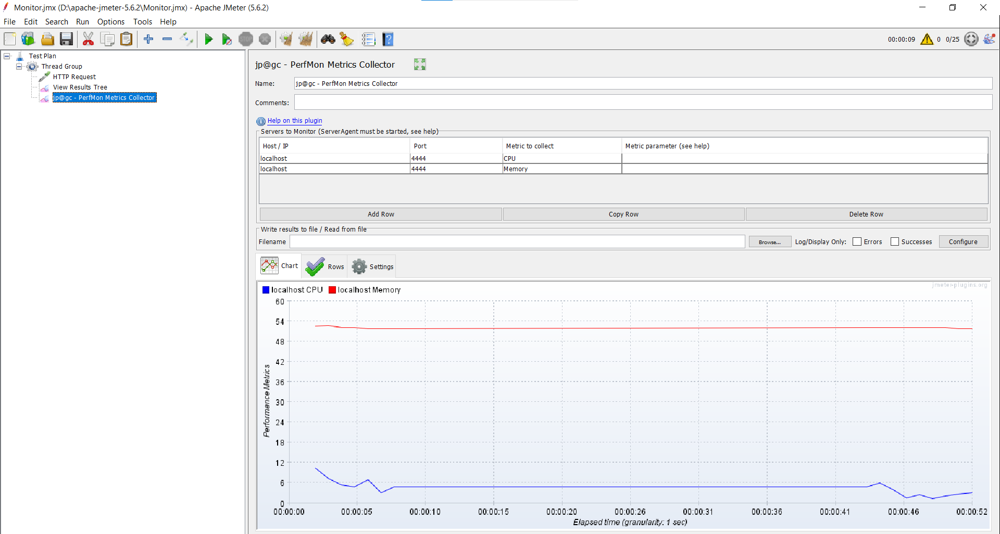 Monitor.jmx (D:\apache-jmeter-5.6.2\Monitor.jmx) - Apache JMeter (5.6.2)
File Edit Search Run Options Tools Help
STOP
00:00:09 0 0/25
Test Plan
Thread Group
HTTP Request
View Results Tree
jp@gc - PerfMon Metrics Collector
jp@gc - PerfMon Metrics Collector
Name: jp@gc - PerfMon Metrics Collector
Comments:
Help on this plugin
Servers to Monitor (ServerAgent must be started, see help)
Host / IP Port Metric to collect Metric parameter (see help)
localhost 4444 CPU
localhost 4444 Memory
Add Row Copy Row Delete Row
Write results to file / Read from file
Filename Browse... Log/Display Only: Errors Successes Configure
Chart Rows Settings
jmeter-plugins.org
localhost CPU localhost Memory
60
54
48
42
36
30
24
18
12
6
0
Performance Metrics
00:00:00 00:00:05 00:00:10 00:00:15 00:00:20 00:00:26 00:00:31 00:00:36 00:00:41 00:00:46 00:00:52
Elapsed time (granularity: 1 sec)